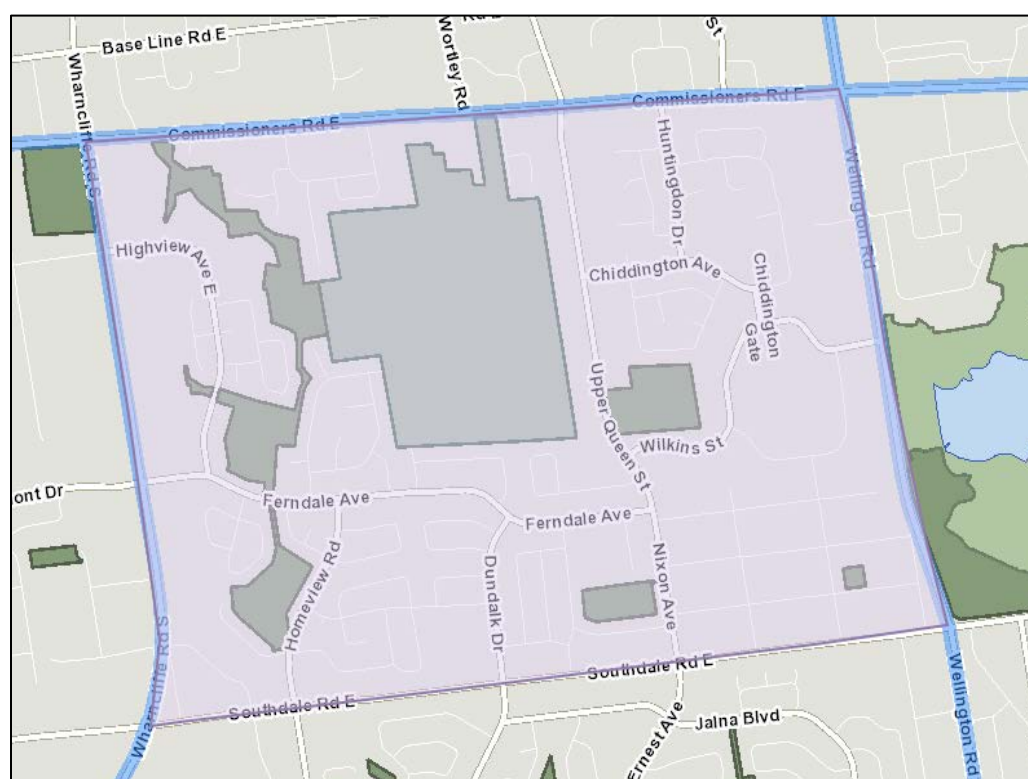 Rd E
Base Line Rd E
Wortley Rd
St
Wharncliffe Rd S
Commissioners Rd E
Commissioners Rd E
Huntingdon Dr
Wellington Rd
Highview Ave E
Chiddington Ave
Chiddington
Gate
Upper Queen St
Wilkins St
ont Dr
Ferndale Ave
Ferndale Ave
Homeview Rd
Dundalk Dr
Nixon Ave
Wharncliffe Rd S
Southdale Rd E
Southdale Rd E
Wellington Rd
Jalna Blvd
Ernest Ave